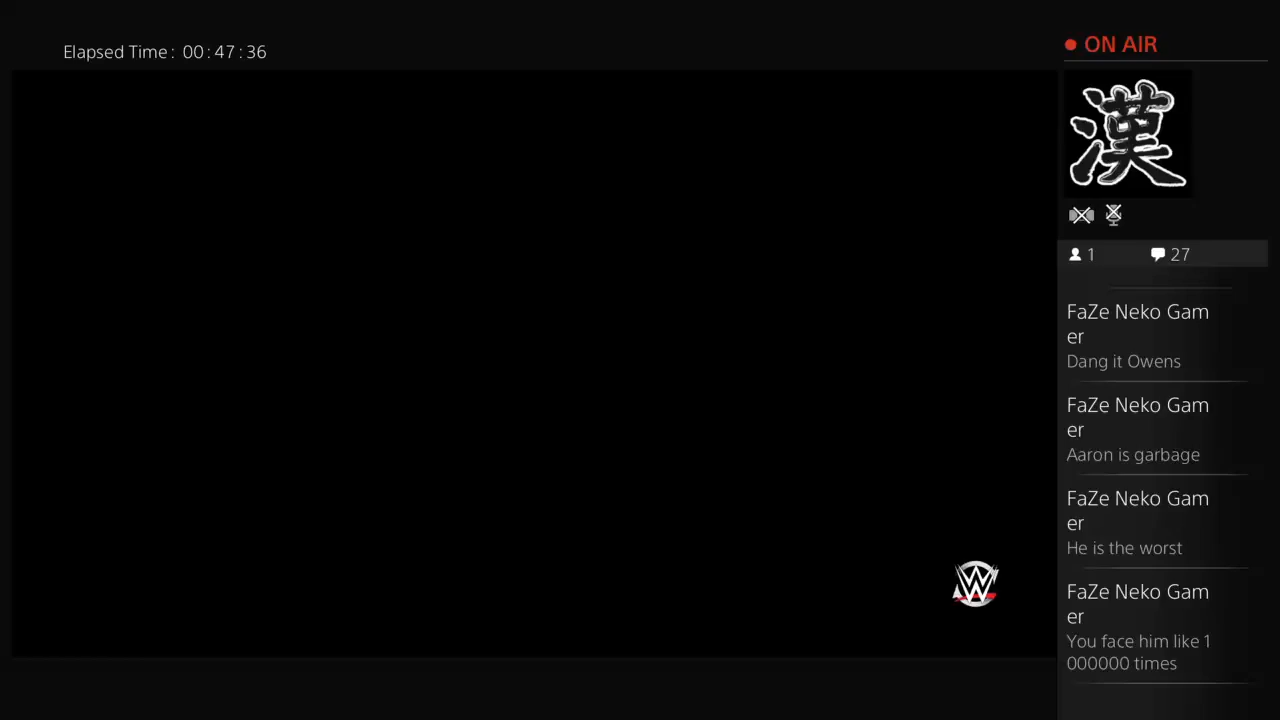 Elapsed Time: 00:47:36
ON AIR
漢
1 27
FaZe Neko Gam
er
Dang it Owens
FaZe Neko Gam
er
Aaron is garbage
FaZe Neko Gam
er
He is the worst
FaZe Neko Gam
er
You face him like 1
000000 times
W